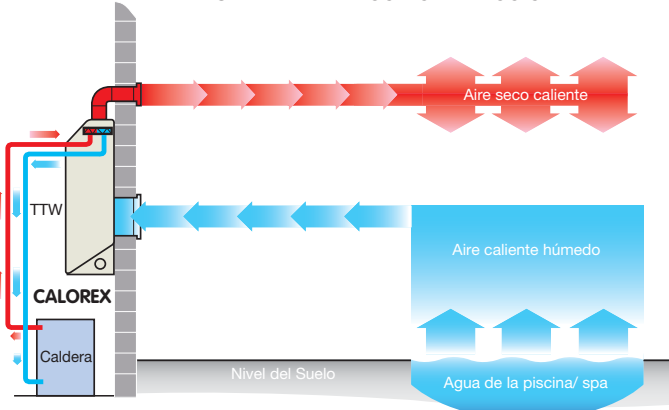 Aire seco caliente
TTW
Aire caliente húmedo
CALOREX
Caldera
Nivel del Suelo
Agua de la piscina/ spa